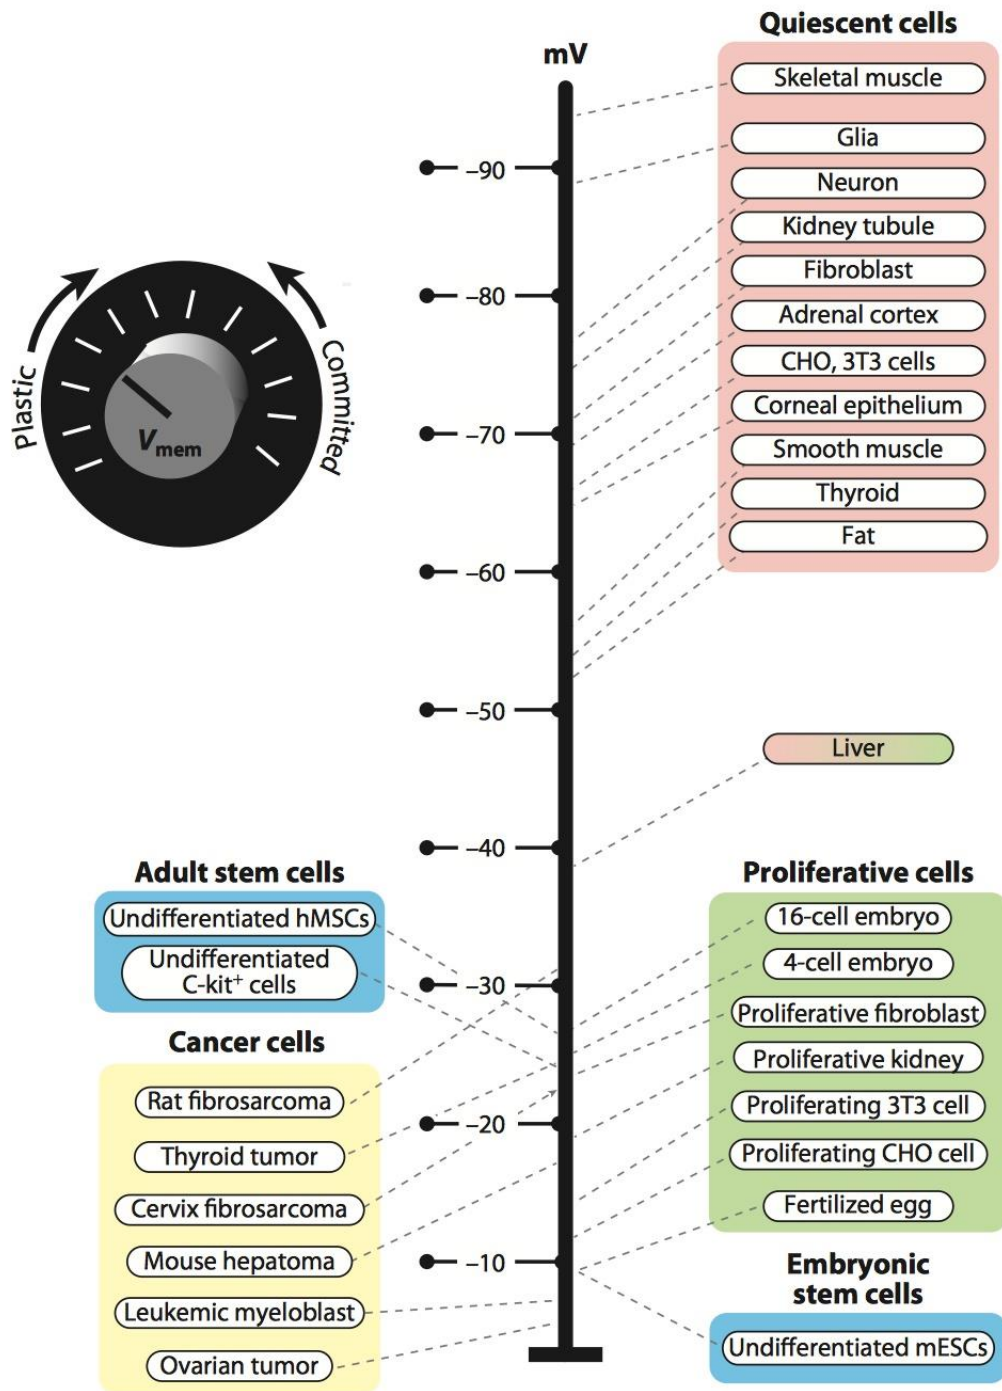 Quiescent cells
mV
Skeletal muscle
Glia
Neuron
Kidney tubule
Fibroblast
Adrenal cortex
CHO, 3T3 cells
Corneal epithelium
Smooth muscle
Thyroid
Fat
–90
–80
–70
–60
–50
–40
–30
–20
–10
Plastic
Committed
Vmem
Liver
Adult stem cells
Undifferentiated hMSCs
Undifferentiated
C-kit⁺ cells
Cancer cells
Rat fibrosarcoma
Thyroid tumor
Cervix fibrosarcoma
Mouse hepatoma
Leukemic myeloblast
Ovarian tumor
Proliferative cells
16-cell embryo
4-cell embryo
Proliferative fibroblast
Proliferative kidney
Proliferating 3T3 cell
Proliferating CHO cell
Fertilized egg
Embryonic
stem cells
Undifferentiated mESCs